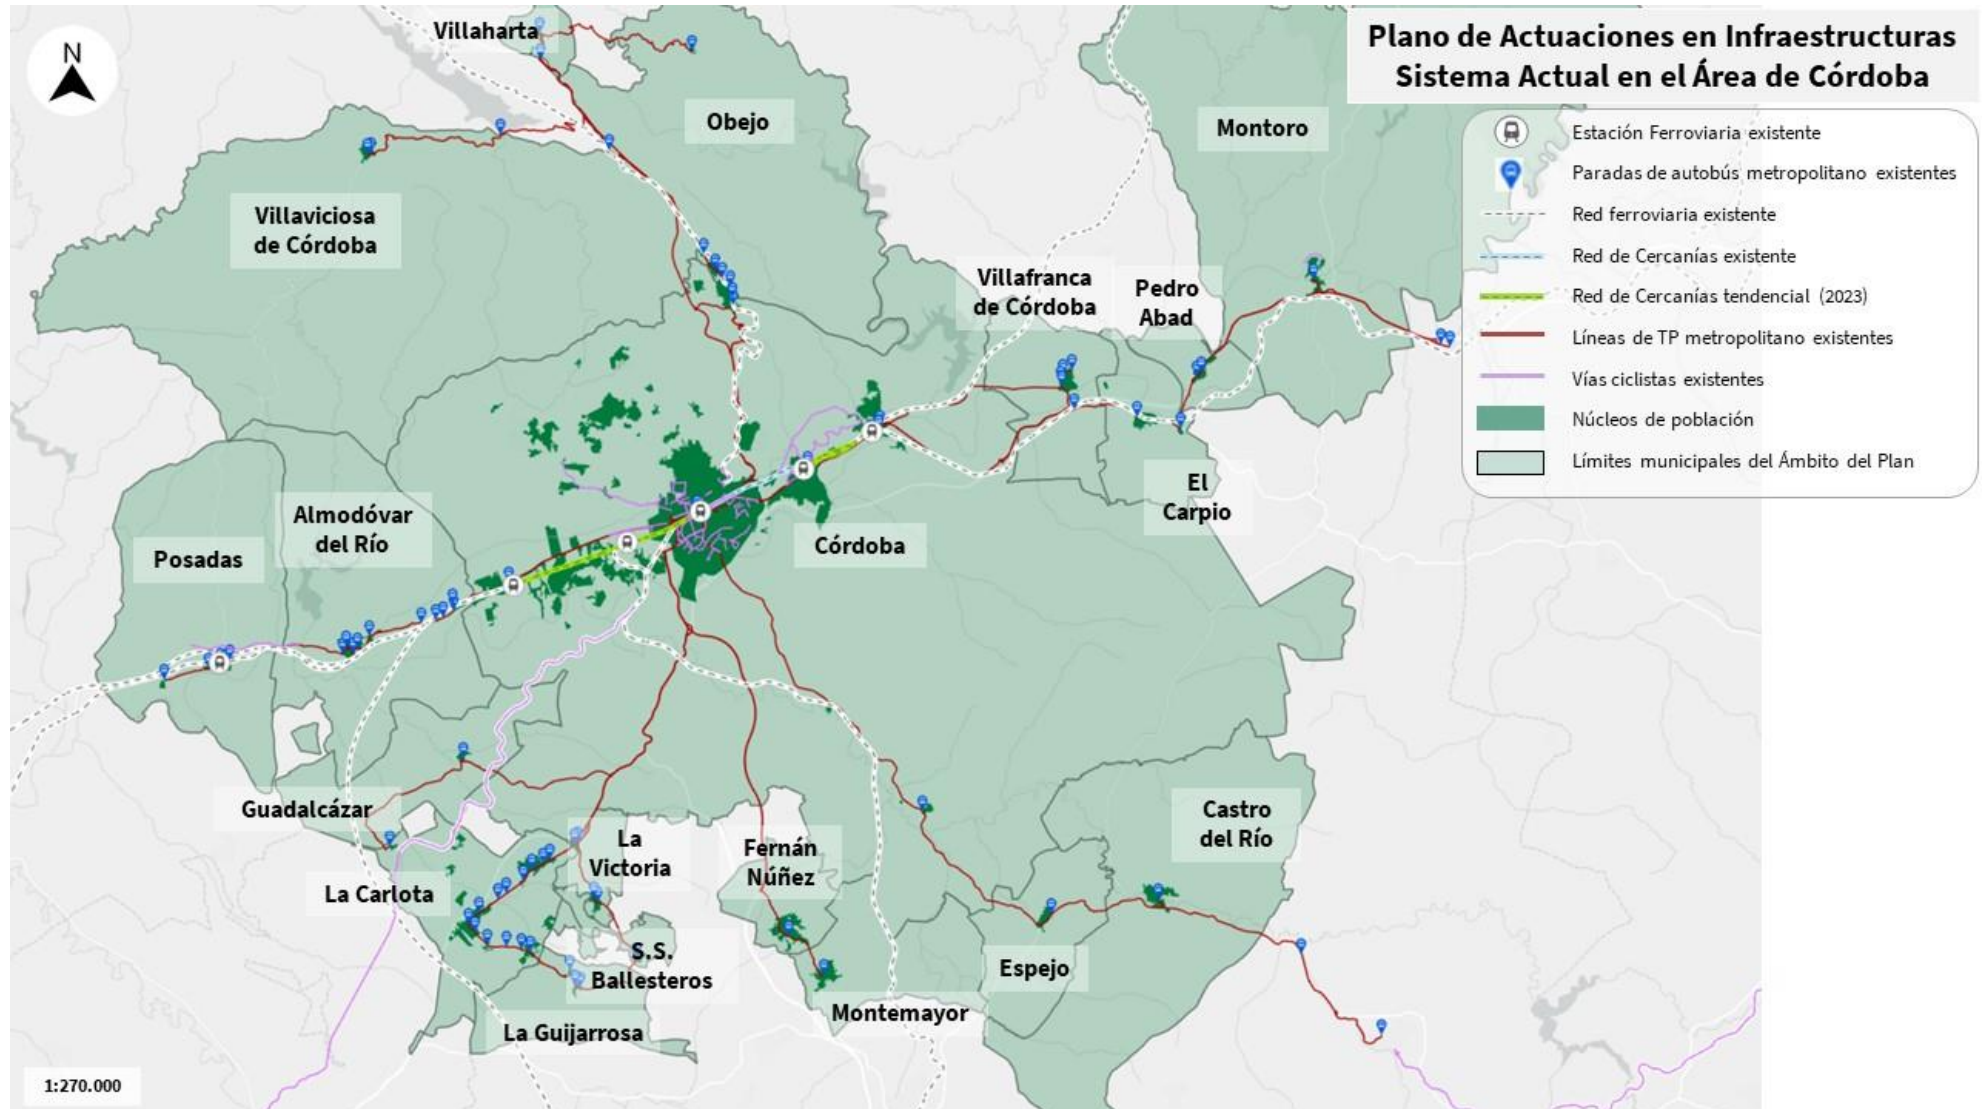 Plano de Actuaciones en Infraestructuras
Sistema Actual en el Área de Córdoba
N
Estación Ferroviaria existente
Paradas de autobús metropolitano existentes
Red ferroviaria existente
Red de Cercanías existente
Red de Cercanías tendencial (2023)
Líneas de TP metropolitano existentes
Vías ciclistas existentes
Núcleos de población
Límites municipales del Ámbito del Plan
Villaharta
Obejo
Montoro
Villaviciosa
de Córdoba
Villafranca
de Córdoba
Pedro
Abad
El
Carpio
Almodóvar
del Río
Posadas
Córdoba
Guadalcázar
La
Victoria
Fernán
Núñez
Castro
del Río
La Carlota
S.S.
Ballesteros
Espejo
Montemayor
La Guijarrosa
1:270.000